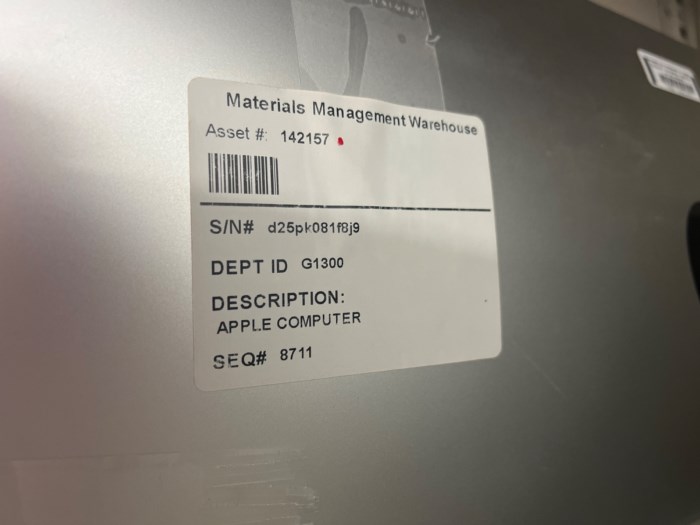 Materials Management Warehouse
Asset #: 142157
S/N# d25pk081f8j9
DEPT ID G1300
DESCRIPTION:
APPLE COMPUTER
SEQ# 8711